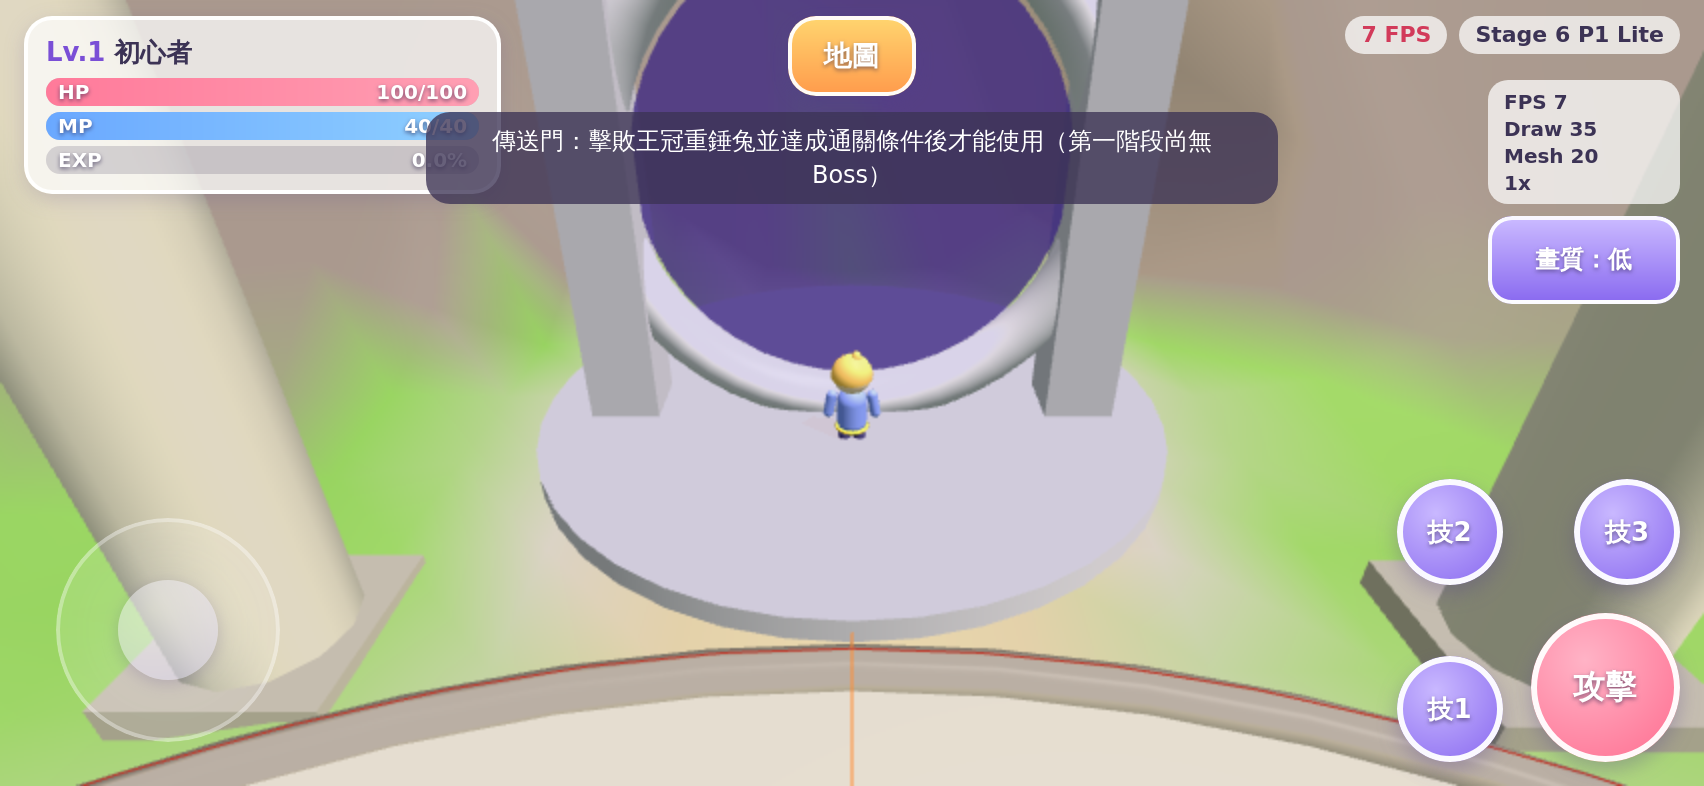 Lv.1 初心者
HP 100/100
MP 40/40
EXP 0.0%
地圖
傳送門：擊敗王冠重錘兔並達成通關條件後才能使用（第一階段尚無
Boss）
7 FPS
Stage 6 P1 Lite
FPS 7
Draw 35
Mesh 20
1x
畫質：低
技2
技3
技1
攻擊